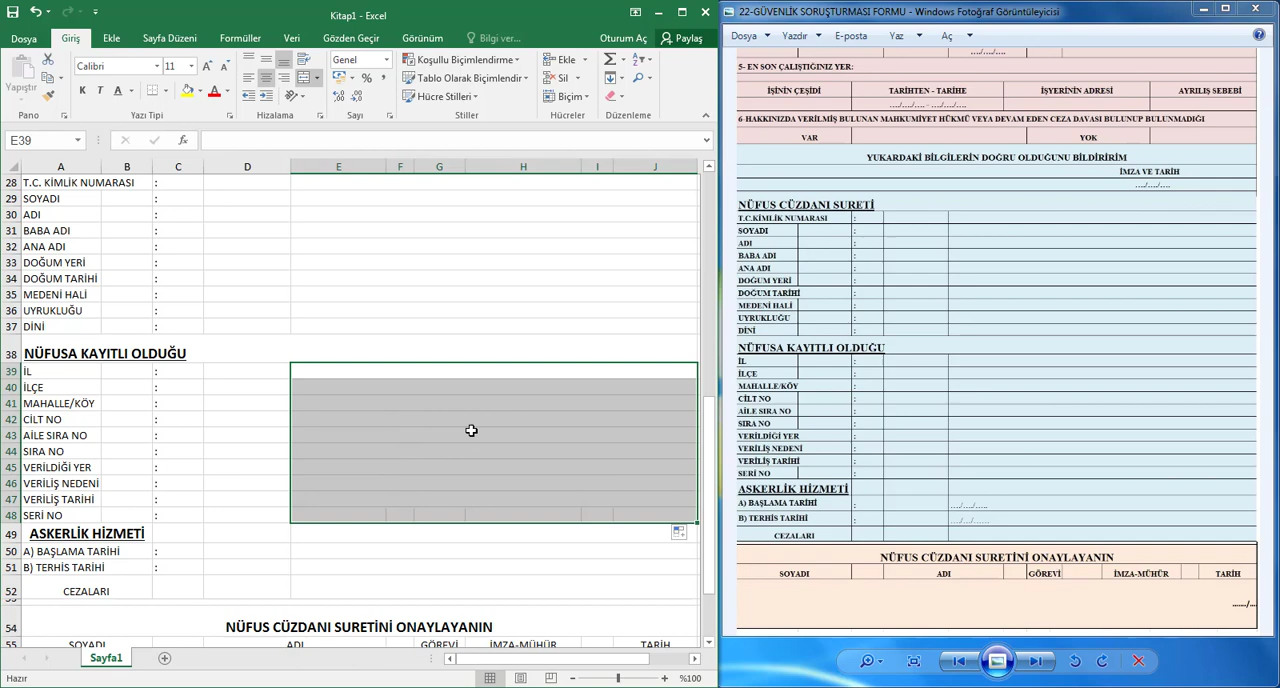 Kitap1 - Excel
Dosya Giriş Ekle Sayfa Düzeni Formüller Veri Gözden Geçir Görünüm Bilgi ver... Oturum Aç Paylaş
Yapıştır
Calibri 11
K T A
Genel
Koşullu Biçimlendirme
Tablo Olarak Biçimlendir
Hücre Stilleri
Ekle
Sil
Biçim
Pano Yazı Tipi Hizalama Sayı Stiller Hücreler Düzenleme
E39 fx
A B C D E F G H I J
28 T.C. KİMLİK NUMARASI :
29 SOYADI :
30 ADI :
31 BABA ADI :
32 ANA ADI :
33 DOĞUM YERİ :
34 DOĞUM TARİHİ :
35 MEDENİ HALİ :
36 UYRUKLUĞU :
37 DİNİ :
38 NÜFUSA KAYITLI OLDUĞU
39 İL :
40 İLÇE :
41 MAHALLE/KÖY :
42 CİLT NO :
43 AİLE SIRA NO :
44 SIRA NO :
45 VERİLDİĞİ YER :
46 VERİLİŞ NEDENİ :
47 VERİLİŞ TARİHİ :
48 SERİ NO :
49 ASKERLİK HİZMETİ
50 A) BAŞLAMA TARİHİ :
51 B) TERHİS TARİHİ :
52 CEZALARI
53
54 NÜFUS CÜZDANI SURETİNİ ONAYLAYANIN
55 SOYADI ADI GÖREVİ İMZA-MÜHÜR TARİH
Sayfa1
Hazır %100
22-GÜVENLİK SORUŞTURMASI FORMU - Windows Fotoğraf Görüntüleyicisi
Dosya Yazdır E-posta Yaz Aç
..../..../....
5- EN SON ÇALIŞTIĞINIZ YER:
İŞİNİN ÇEŞİDİ TARİHTEN - TARİHE İŞYERİNİN ADRESİ AYRILIŞ SEBEBİ
..../..../.... - ..../..../....
6-HAKKINIZDA VERİLMİŞ BULUNAN MAHKUMİYET HÜKMÜ VEYA DEVAM EDEN CEZA DAVASI BULUNUP BULUNMADIĞI
VAR YOK
YUKARDAKİ BİLGİLERİN DOĞRU OLDUĞUNU BİLDİRİRİM
İMZA VE TARİH
..../..../....
NÜFUS CÜZDANI SURETİ
T.C.KİMLİK NUMARASI :
SOYADI :
ADI :
BABA ADI :
ANA ADI :
DOĞUM YERİ :
DOĞUM TARİHİ :
MEDENİ HALİ :
UYRUKLUĞU :
DİNİ :
NÜFUSA KAYITLI OLDUĞU
İL :
İLÇE :
MAHALLE/KÖY :
CİLT NO :
AİLE SIRA NO :
SIRA NO :
VERİLDİĞİ YER :
VERİLİŞ NEDENİ :
VERİLİŞ TARİHİ :
SERİ NO :
ASKERLİK HİZMETİ
A) BAŞLAMA TARİHİ : ..../..../....
B) TERHİS TARİHİ : ..../..../......
CEZALARI
NÜFUS CÜZDANI SURETİNİ ONAYLAYANIN
SOYADI ADI GÖREVİ İMZA-MÜHÜR TARİH
....../...